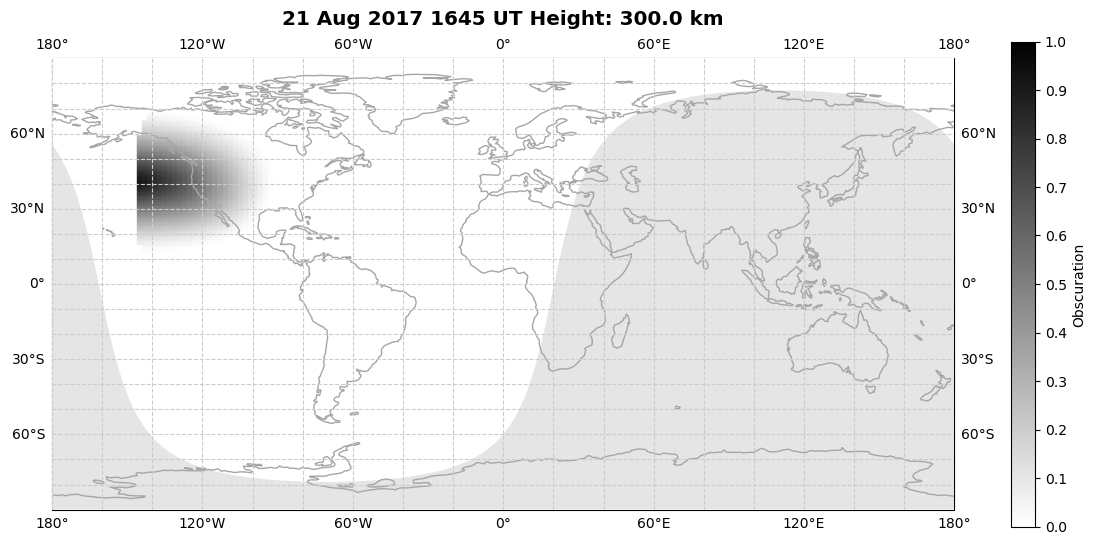 21 Aug 2017 1645 UT Height: 300.0 km
180° 120°W 60°W 0° 60°E 120°E 180°
60°N 60°N
30°N 30°N
0° 0°
30°S 30°S
60°S 60°S
180° 120°W 60°W 0° 60°E 120°E 180°
1.0
0.9
0.8
0.7
0.6
0.5
0.4
0.3
0.2
0.1
0.0
Obscuration